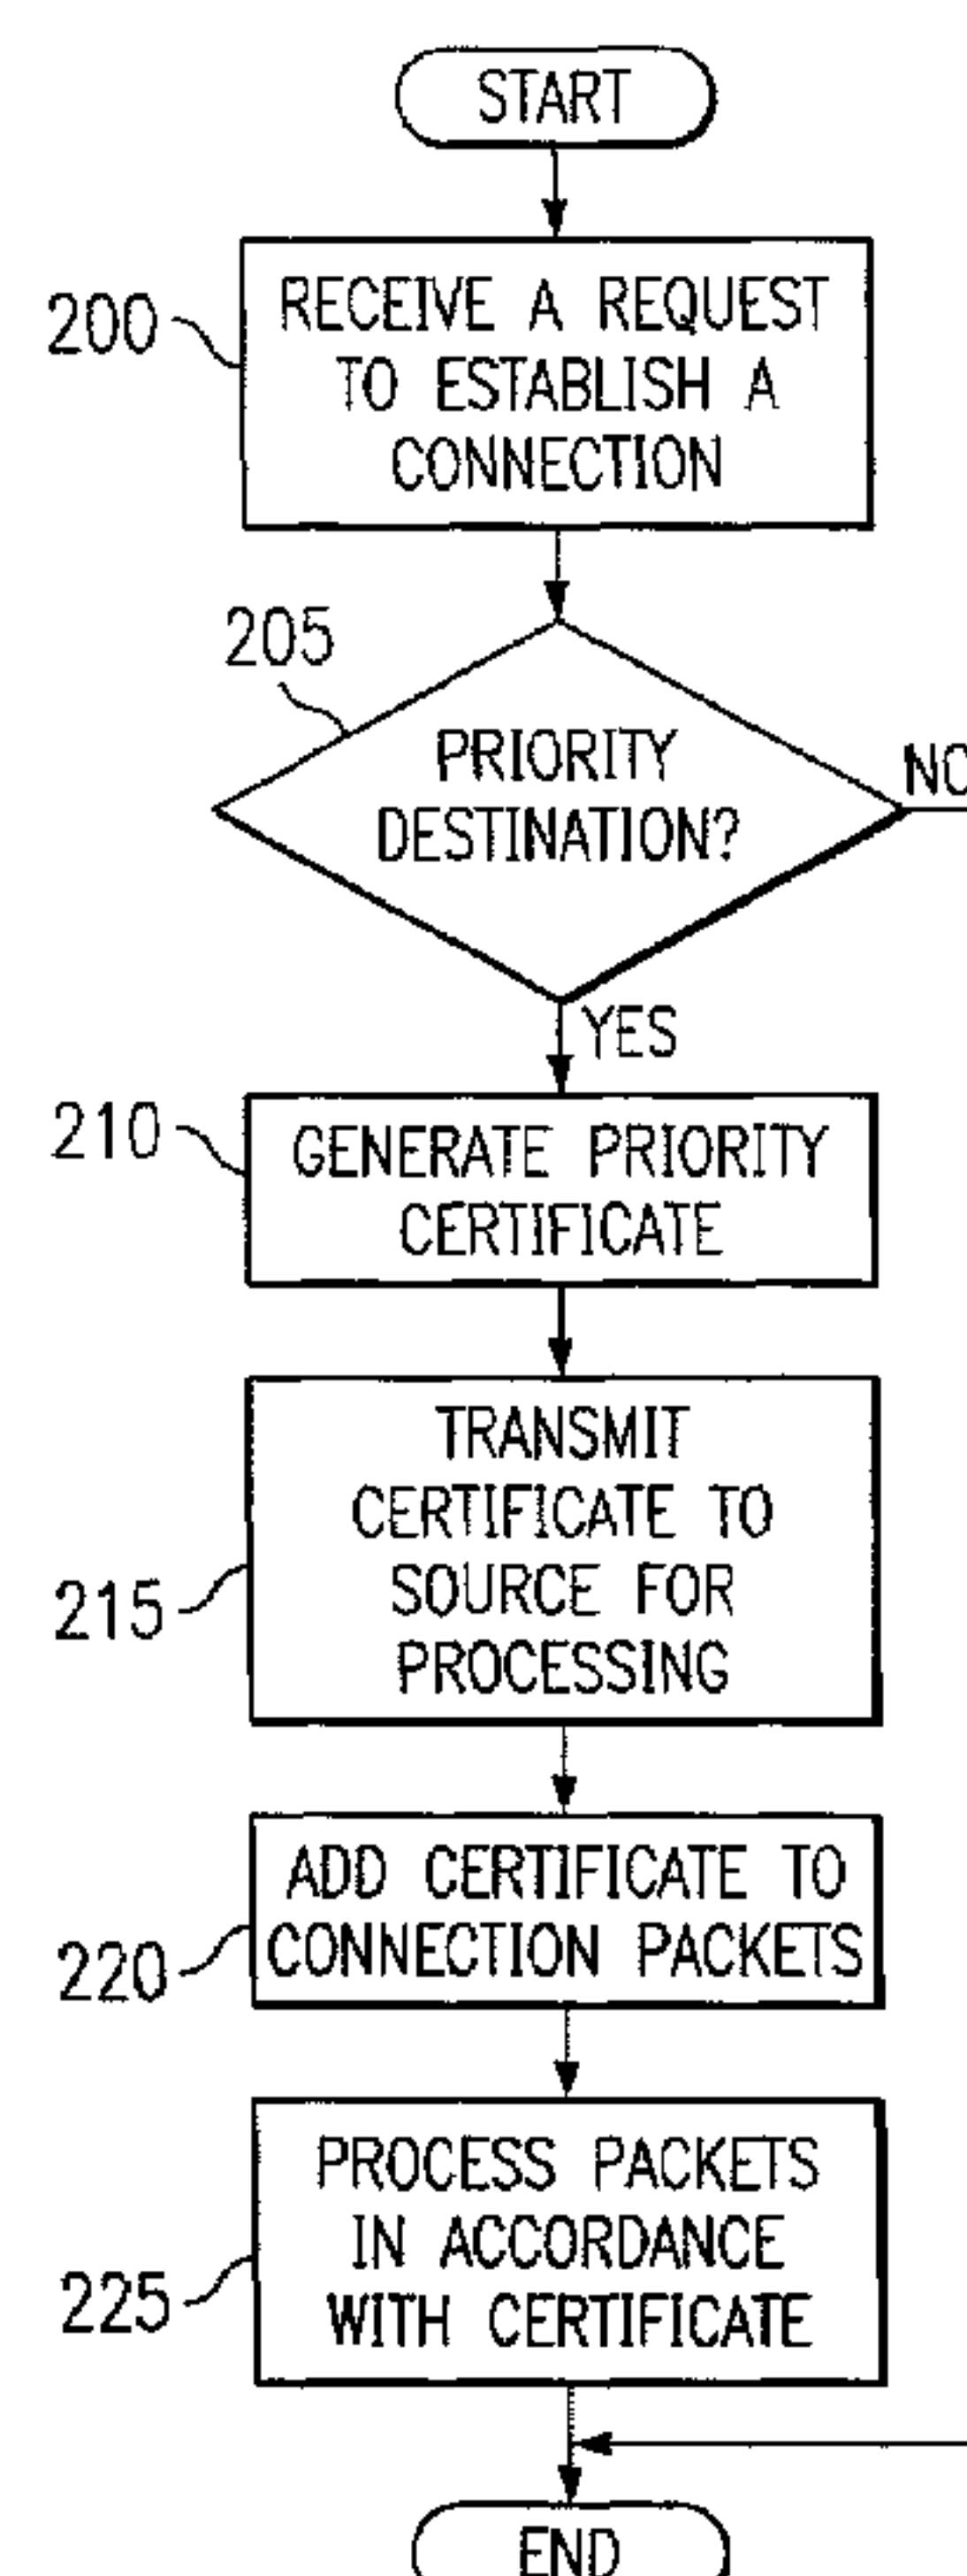 START
200
RECEIVE A REQUEST
TO ESTABLISH A
CONNECTION
205
PRIORITY
DESTINATION?
NO
YES
210
GENERATE PRIORITY
CERTIFICATE
215
TRANSMIT
CERTIFICATE TO
SOURCE FOR
PROCESSING
220
ADD CERTIFICATE TO
CONNECTION PACKETS
225
PROCESS PACKETS
IN ACCORDANCE
WITH CERTIFICATE
END